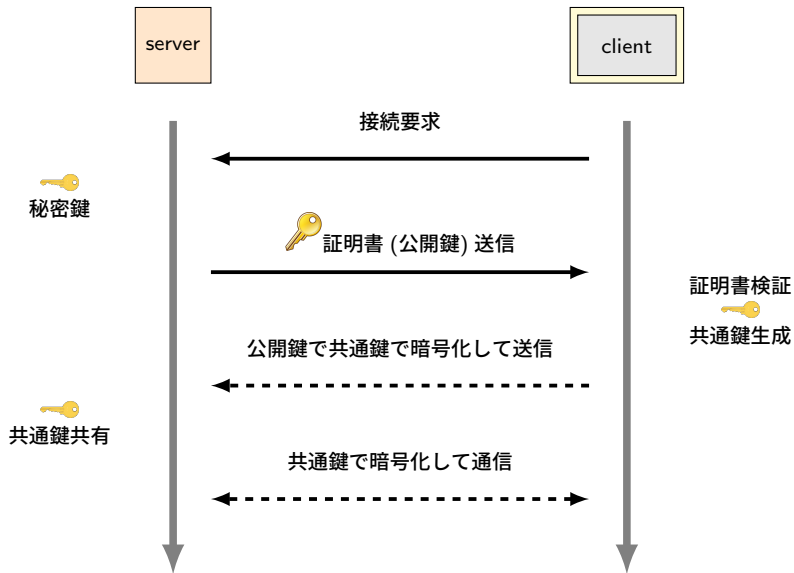 server
client
接続要求
秘密鍵
証明書 (公開鍵) 送信
証明書検証
共通鍵生成
公開鍵で共通鍵で暗号化して送信
共通鍵共有
共通鍵で暗号化して通信